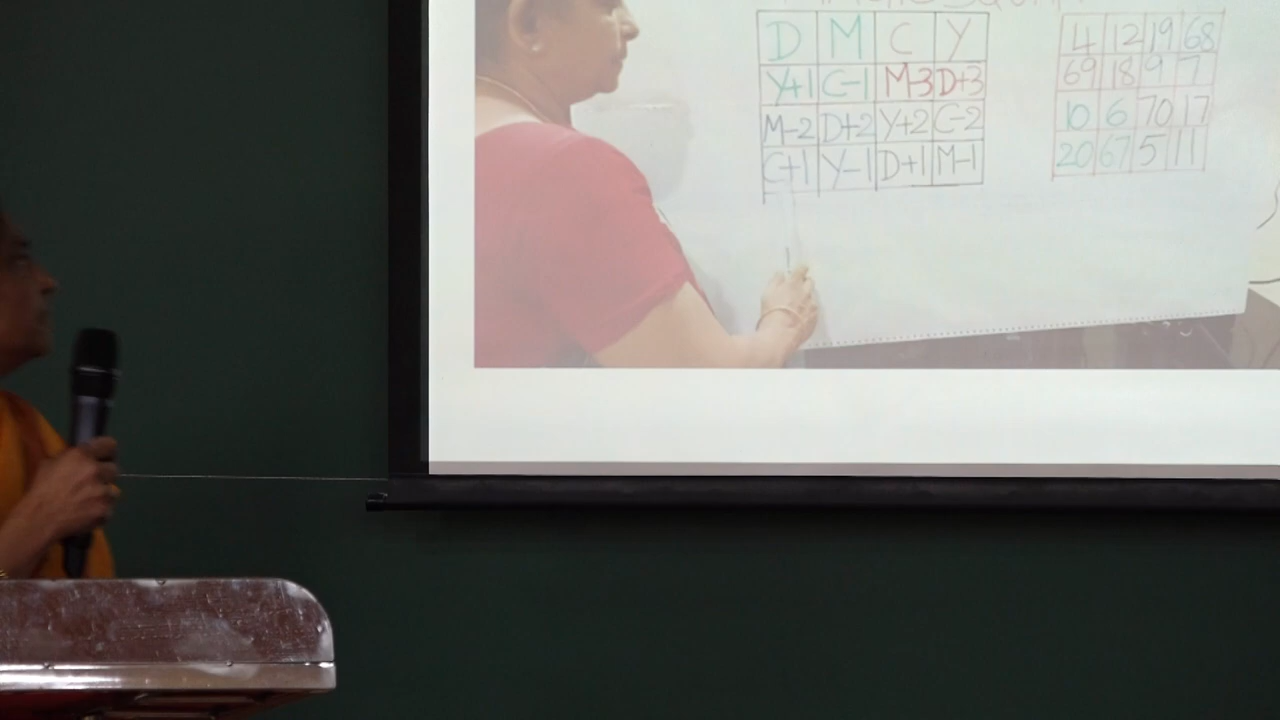 D M C Y
Y+1 C-1 M-3 D+3
M-2 D+2 Y+2 C-2
C+1 Y-1 D+1 M-1
4 12 19 68
69 18 9 7
10 6 70 17
20 67 5 11